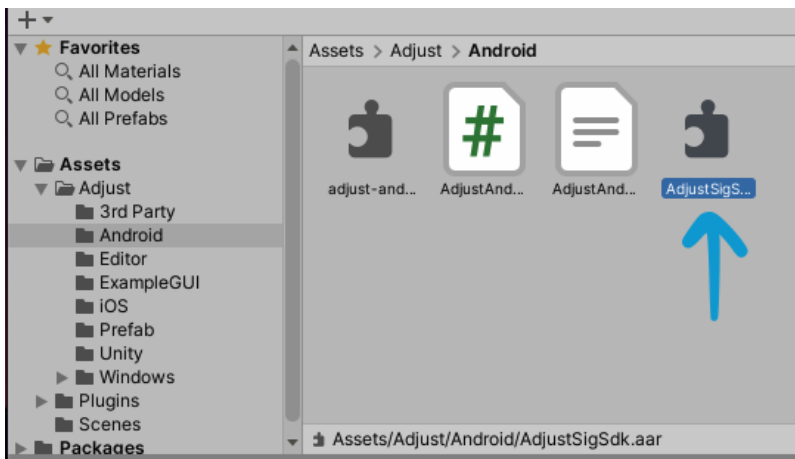 Favorites
All Materials
All Models
All Prefabs
Assets
Adjust
3rd Party
Android
Editor
ExampleGUI
iOS
Prefab
Unity
Windows
Plugins
Scenes
Packages
Assets > Adjust > Android
#
adjust-and... AdjustAnd... AdjustAnd... AdjustSigS...
Assets/Adjust/Android/AdjustSigSdk.aar